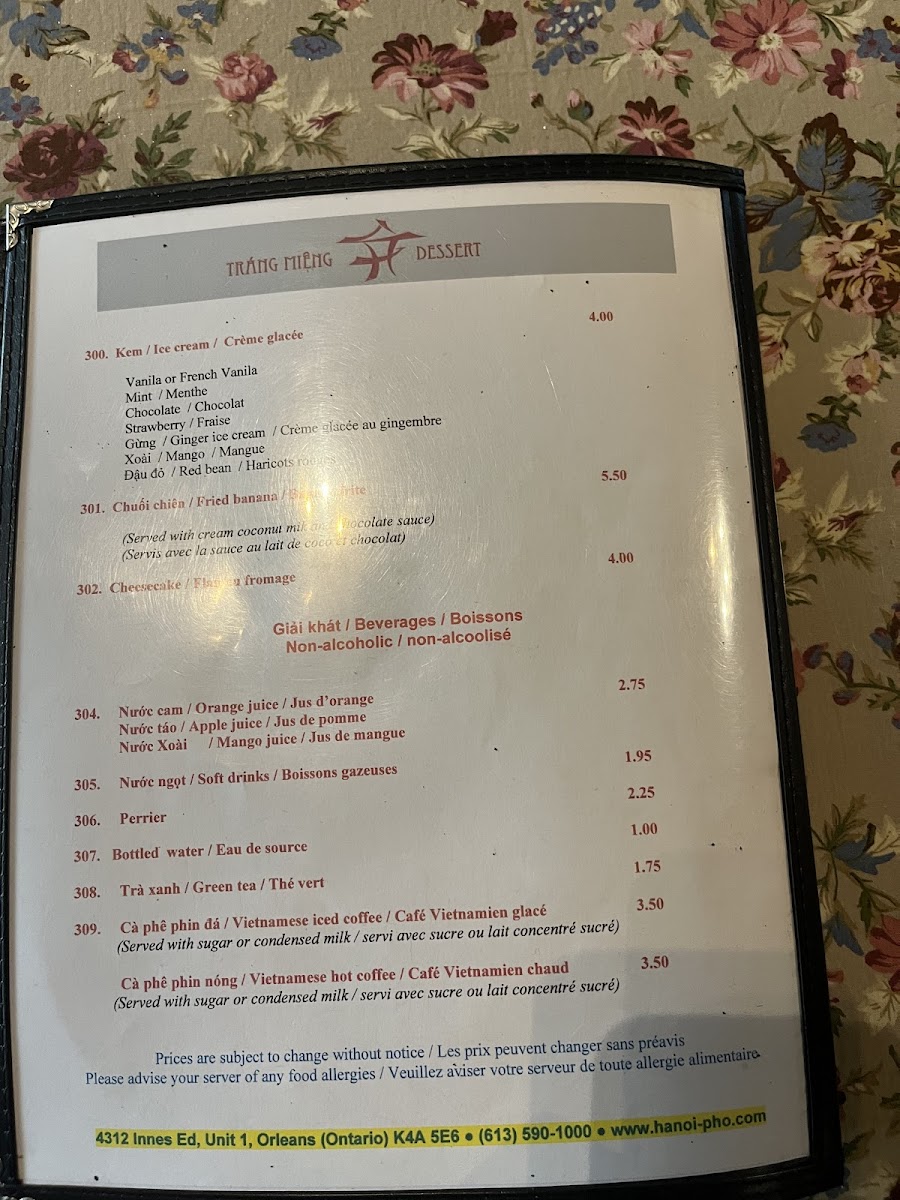 TRÁNG MIỆNG DESSERT
300. Kem / Ice cream / Crème glacée 4.00
Vanila or French Vanila
Mint / Menthe
Chocolate / Chocolat
Strawberry / Fraise
Gừng / Ginger ice cream / Crème glacée au gingembre
Xoài / Mango / Mangue
Đậu đỏ / Red bean / Haricots rouges
301. Chuối chiên / Fried banana / Banane frite 5.50
(Served with cream coconut milk and chocolate sauce)
(Servis avec la sauce au lait de coco et chocolat)
302. Cheesecake / Flan au fromage 4.00
Giải khát / Beverages / Boissons
Non-alcoholic / non-alcoolisé
304. Nước cam / Orange juice / Jus d'orange 2.75
Nước táo / Apple juice / Jus de pomme
Nước Xoài / Mango juice / Jus de mangue
305. Nước ngọt / Soft drinks / Boissons gazeuses 1.95
306. Perrier 2.25
307. Bottled water / Eau de source 1.00
308. Trà xanh / Green tea / Thé vert 1.75
309. Cà phê phin đá / Vietnamese iced coffee / Café Vietnamien glacé 3.50
(Served with sugar or condensed milk / servi avec sucre ou lait concentré sucré)
Cà phê phin nóng / Vietnamese hot coffee / Café Vietnamien chaud 3.50
(Served with sugar or condensed milk / servi avec sucre ou lait concentré sucré)
Prices are subject to change without notice / Les prix peuvent changer sans préavis
Please advise your server of any food allergies / Veuillez aviser votre serveur de toute allergie alimentaire
4312 Innes Ed, Unit 1, Orleans (Ontario) K4A 5E6 ● (613) 590-1000 ● www.hanoi-pho.com